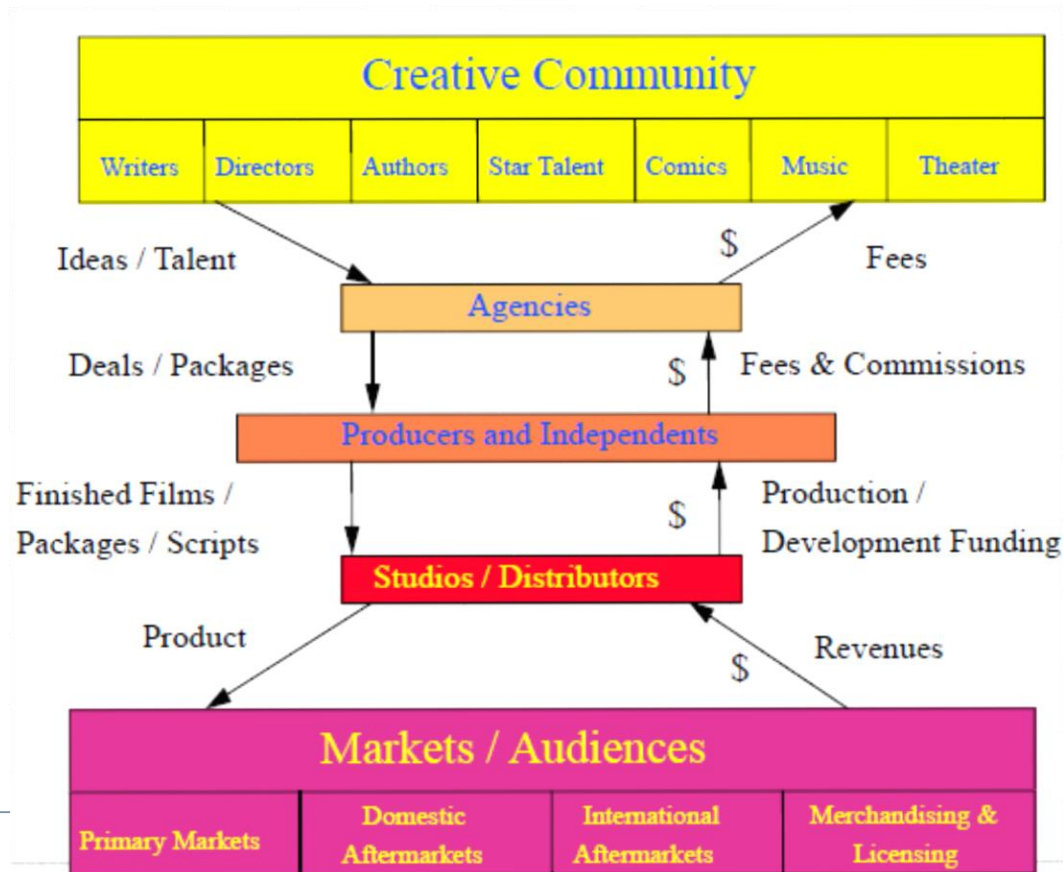 Creative Community
Writers Directors Authors Star Talent Comics Music Theater
Ideas / Talent
$
Fees
Agencies
Deals / Packages
$
Fees & Commissions
Producers and Independents
Finished Films /
Packages / Scripts
$
Production /
Development Funding
Studios / Distributors
Product
$
Revenues
Markets / Audiences
Primary Markets
Domestic
Aftermarkets
International
Aftermarkets
Merchandising &
Licensing